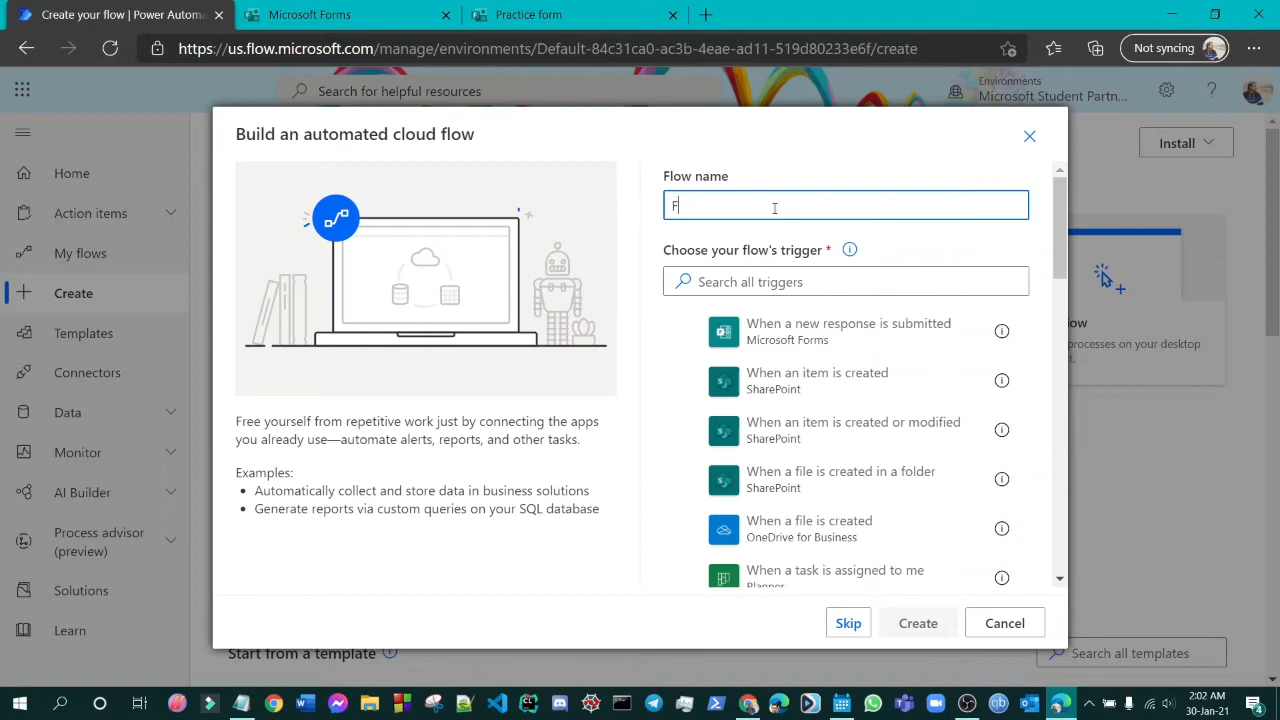 Create your flow | Power Automa
Microsoft Forms
Practice form
https://us.flow.microsoft.com/manage/environments/Default-84c31ca0-ac3b-4eae-ad11-519d80233e6f/create
Not syncing
Search for helpful resources
Environments
Microsoft Student Partn...
Home
Action items
My flows
Create
Templates
Connectors
Data
Monitor
AI Builder
Process advisor
(preview)
Solutions
Learn
Install
Build an automated cloud flow
Free yourself from repetitive work just by connecting the apps
you already use—automate alerts, reports, and other tasks.
Examples:
• Automatically collect and store data in business solutions
• Generate reports via custom queries on your SQL database
Flow name
F
Choose your flow's trigger *
Search all triggers
When a new response is submitted
Microsoft Forms
When an item is created
SharePoint
When an item is created or modified
SharePoint
When a file is created in a folder
SharePoint
When a file is created
OneDrive for Business
When a task is assigned to me
Planner
Skip
Create
Cancel
low
processes on your desktop
t.
Start from a template
Search all templates
2:02 AM
30-Jan-21
4